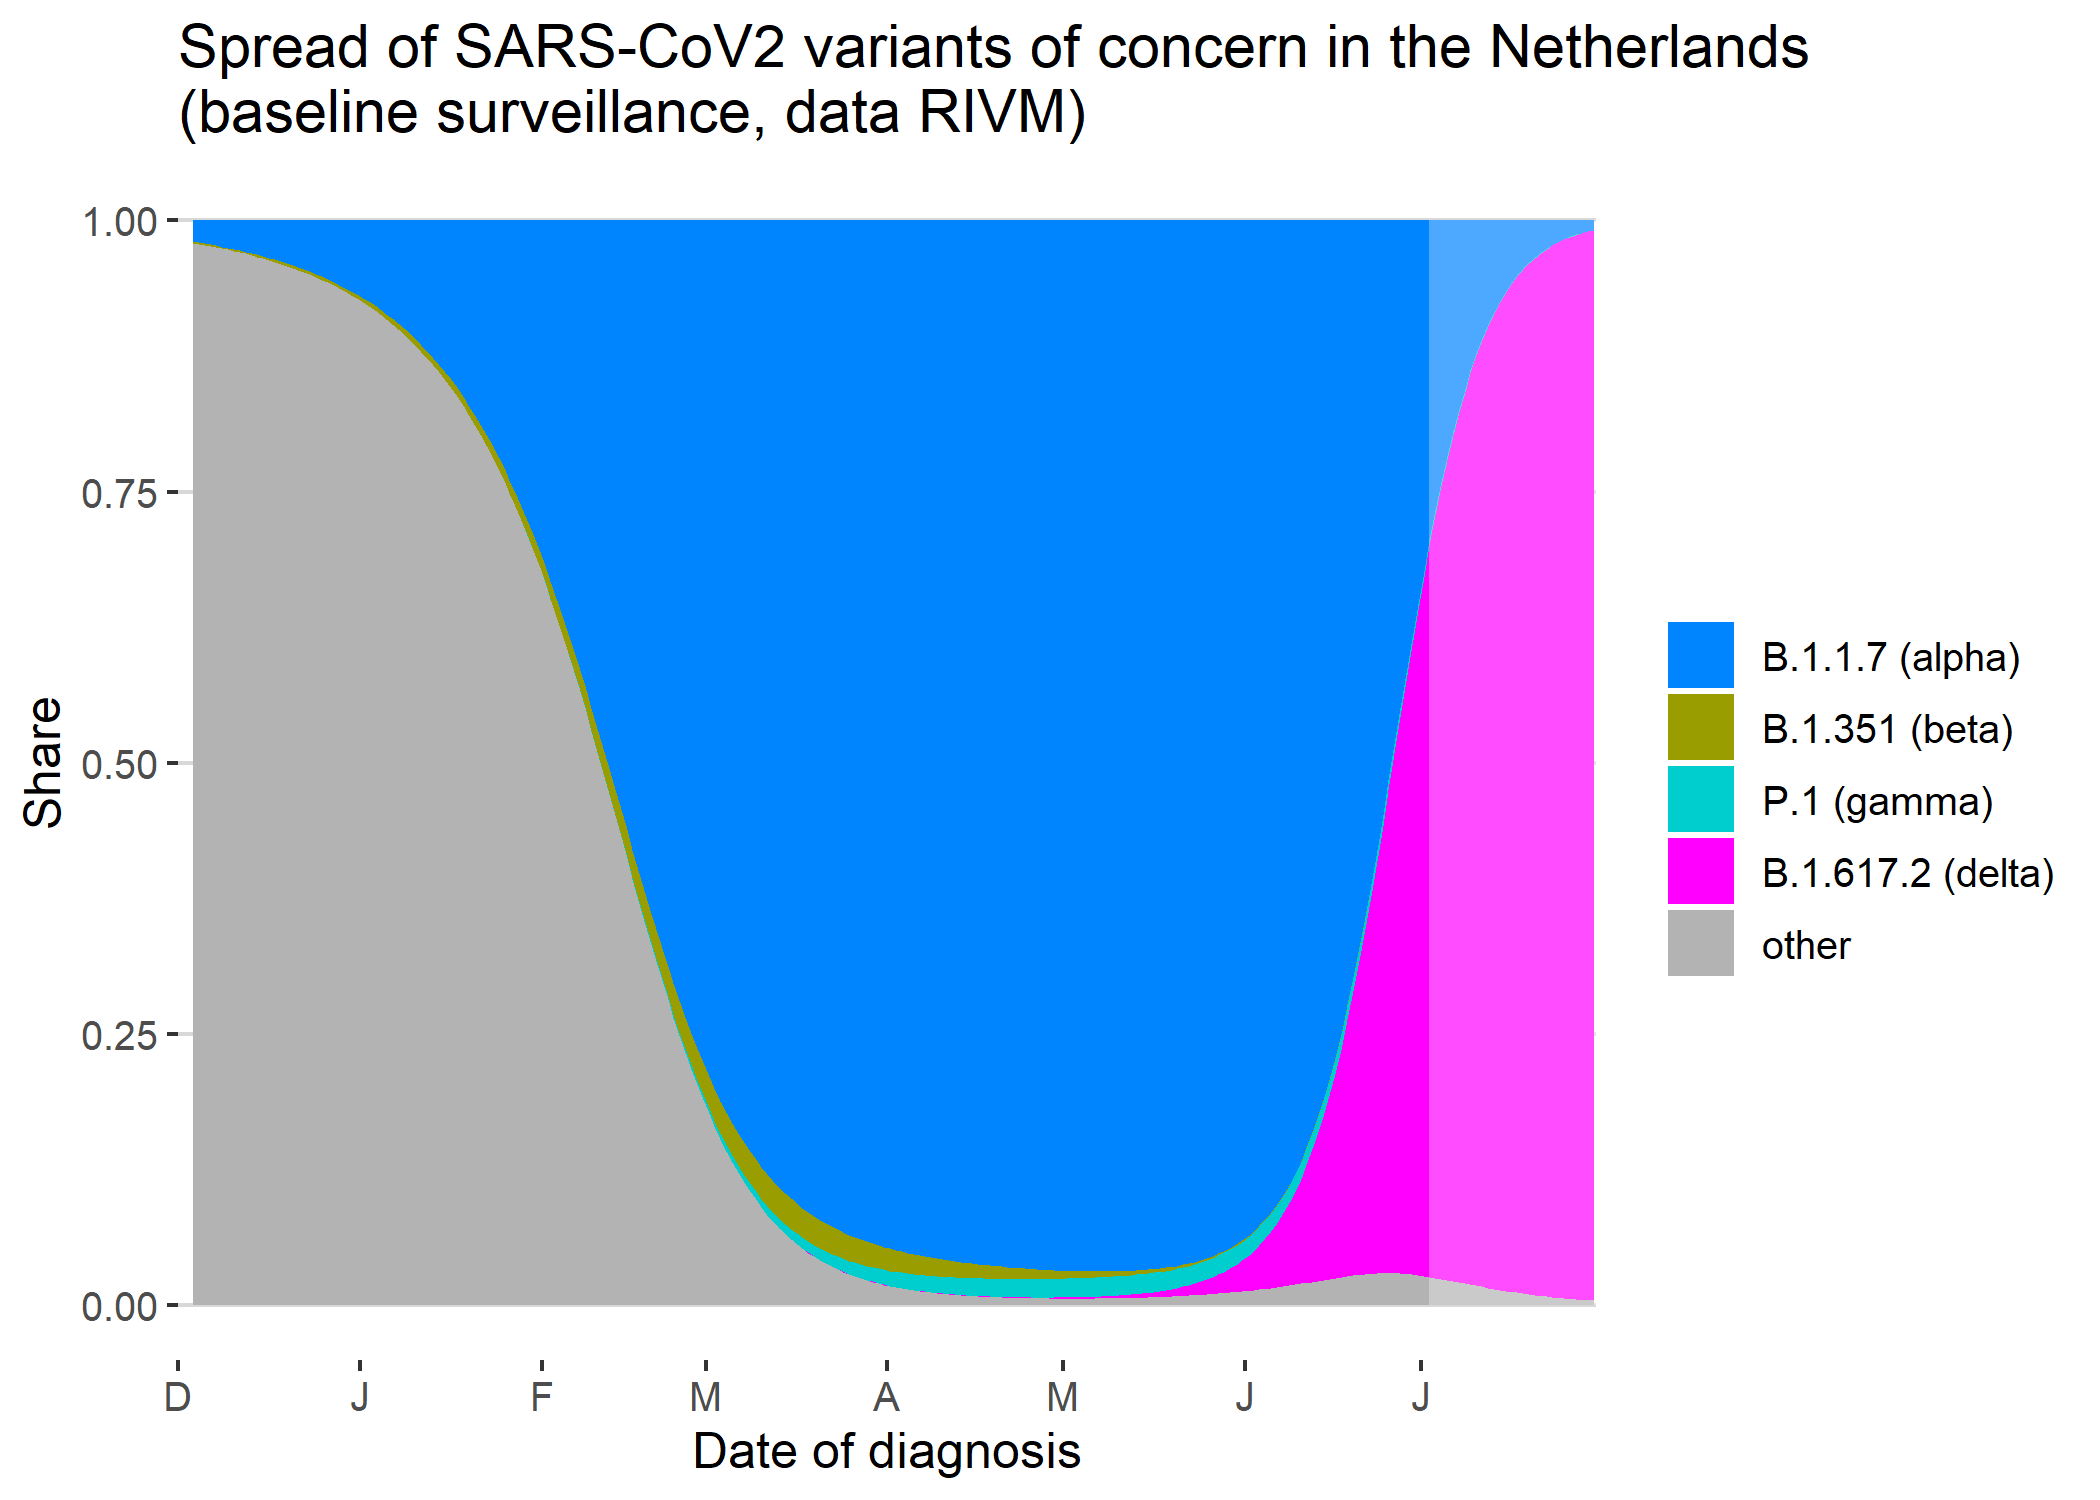 Spread of SARS-CoV2 variants of concern in the Netherlands
(baseline surveillance, data RIVM)
1.00
0.75
0.50
0.25
0.00
Share
D J F M A M J J
Date of diagnosis
B.1.1.7 (alpha)
B.1.351 (beta)
P.1 (gamma)
B.1.617.2 (delta)
other